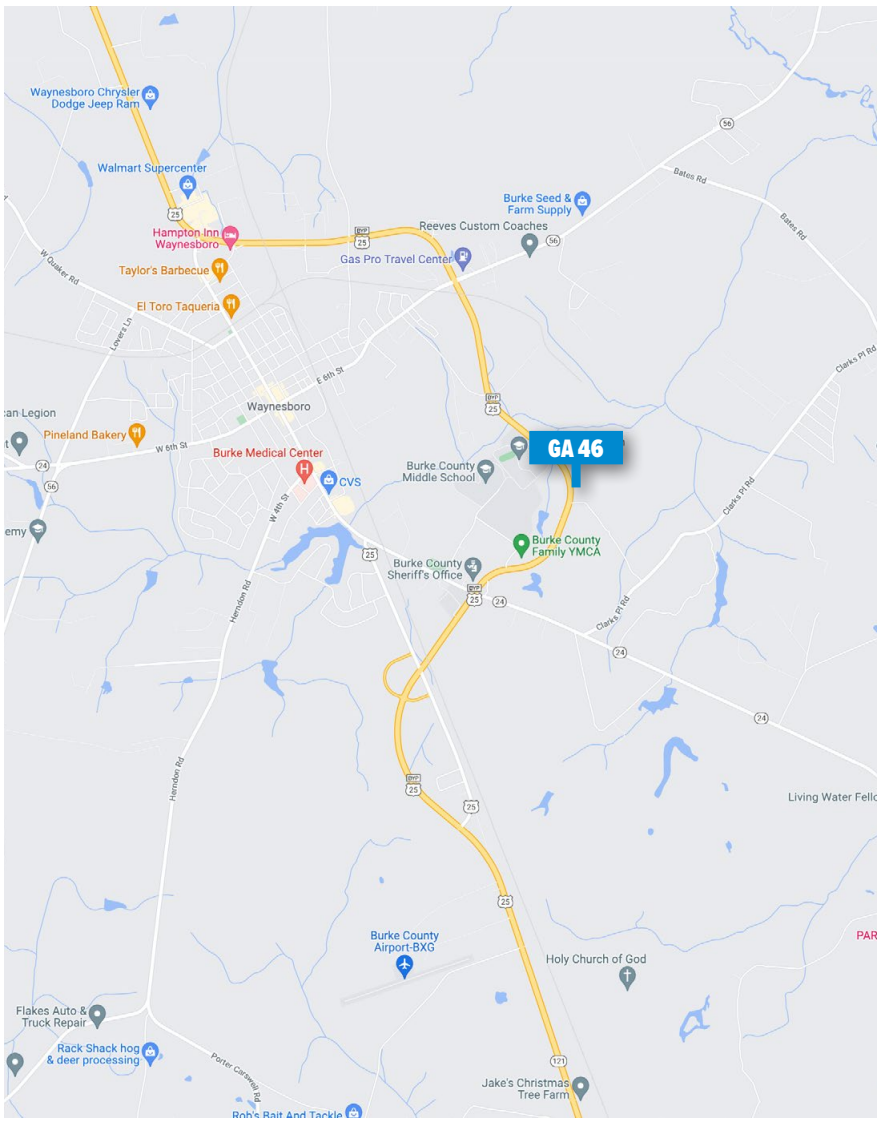 Waynesboro Chrysler
Dodge Jeep Ram
56
Walmart Supercenter
Bates Rd
Burke Seed &
Farm Supply
25
Bates Rd
Hampton Inn
Waynesboro
BYP
25
Reeves Custom Coaches
56
W Quaker Rd
Taylor's Barbecue
Gas Pro Travel Center
El Toro Taqueria
Lovers Ln
Clarks Pl Rd
E 6th St
BYP
25
Waynesboro
can Legion
Pineland Bakery
W 6th St
GA 46
Burke Medical Center
Burke County
Middle School
24
56
CVS
W 4th St
Clarks Pl Rd
emy
25
Burke County
Family YMCA
Burke County
Sheriff's Office
BYP
25
24
Herndon Rd
Clarks Pl Rd
24
24
Herndon Rd
BYP
25
25
Living Water Fello
25
Burke County
Airport-BXG
PAR
Holy Church of God
Flakes Auto &
Truck Repair
Rack Shack hog
& deer processing
Porter Carswell Rd
121
Jake's Christmas
Tree Farm
Rob's Bait And Tackle